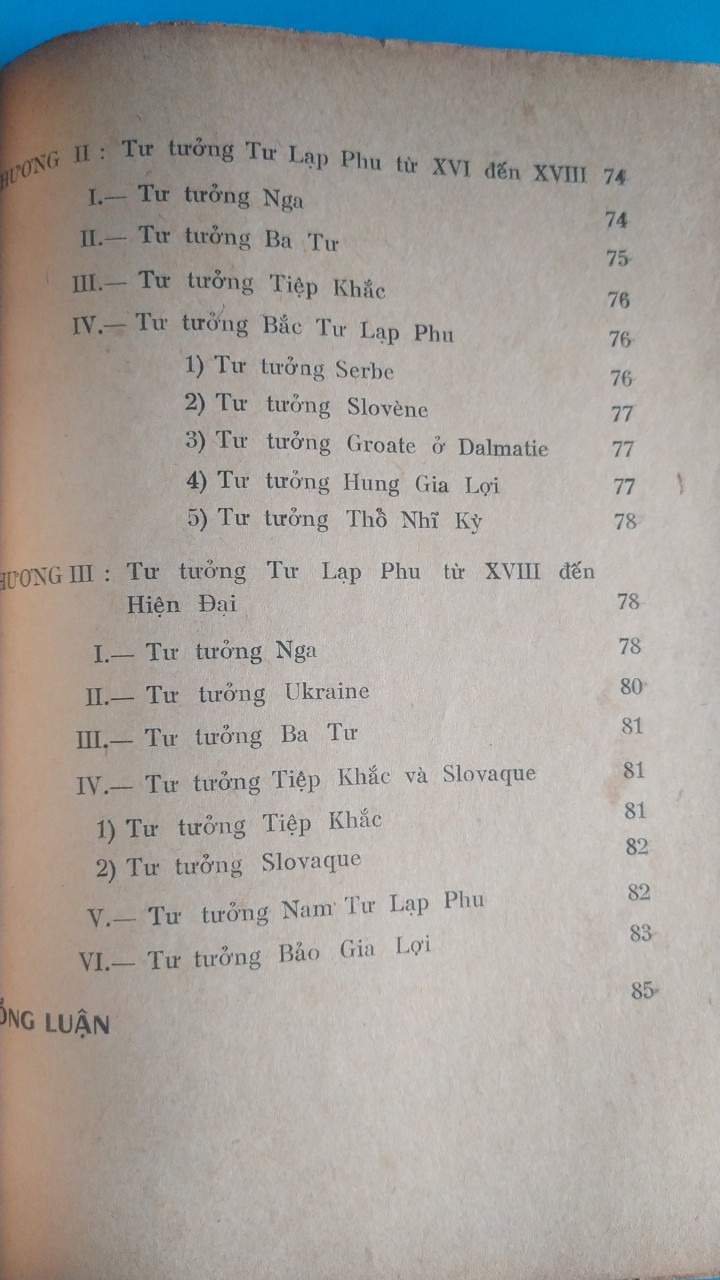 HƯƠNG II : Tư tưởng Tư Lạp Phu từ XVI đến XVIII 74
I.— Tư tưởng Nga 74
II.— Tư tưởng Ba Tư 75
III.— Tư tưởng Tiệp Khắc 76
IV.— Tư tưởng Bắc Tư Lạp Phu 76
1) Tư tưởng Serbe 76
2) Tư tưởng Slovène 77
3) Tư tưởng Groate ở Dalmatie 77
4) Tư tưởng Hung Gia Lợi 77
5) Tư tưởng Thổ Nhĩ Kỳ 78
HƯƠNG III : Tư tưởng Tư Lạp Phu từ XVIII đến
Hiện Đại 78
I.— Tư tưởng Nga 78
II.— Tư tưởng Ukraine 80
III.— Tư tưởng Ba Tư 81
IV.— Tư tưởng Tiệp Khắc và Slovaque 81
1) Tư tưởng Tiệp Khắc 81
2) Tư tưởng Slovaque 82
V.— Tư tưởng Nam Tư Lạp Phu 82
VI.— Tư tưởng Bảo Gia Lợi 83
ỔNG LUẬN 85